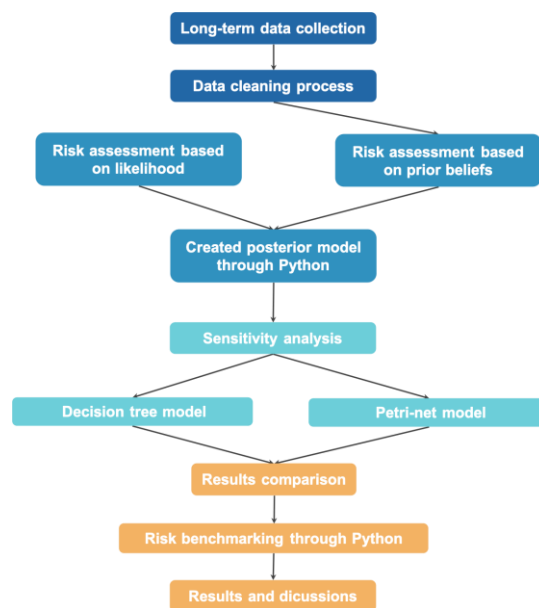 Long-term data collection
Data cleaning process
Risk assessment based
on likelihood
Risk assessment based
on prior beliefs
Created posterior model
through Python
Sensitivity analysis
Decision tree model
Petri-net model
Results comparison
Risk benchmarking through Python
Results and dicussions